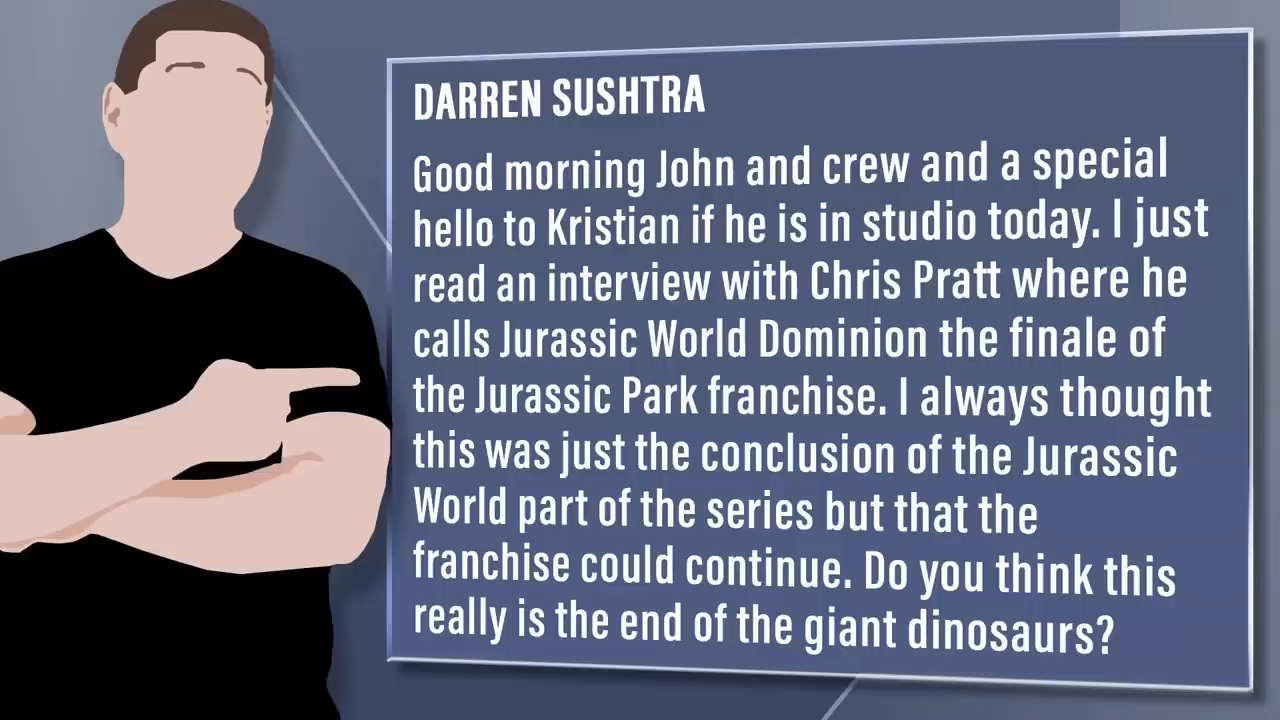 DARREN SUSHTRA
Good morning John and crew and a special
hello to Kristian if he is in studio today. I just
read an interview with Chris Pratt where he
calls Jurassic World Dominion the finale of
the Jurassic Park franchise. I always thought
this was just the conclusion of the Jurassic
World part of the series but that the
franchise could continue. Do you think this
really is the end of the giant dinosaurs?